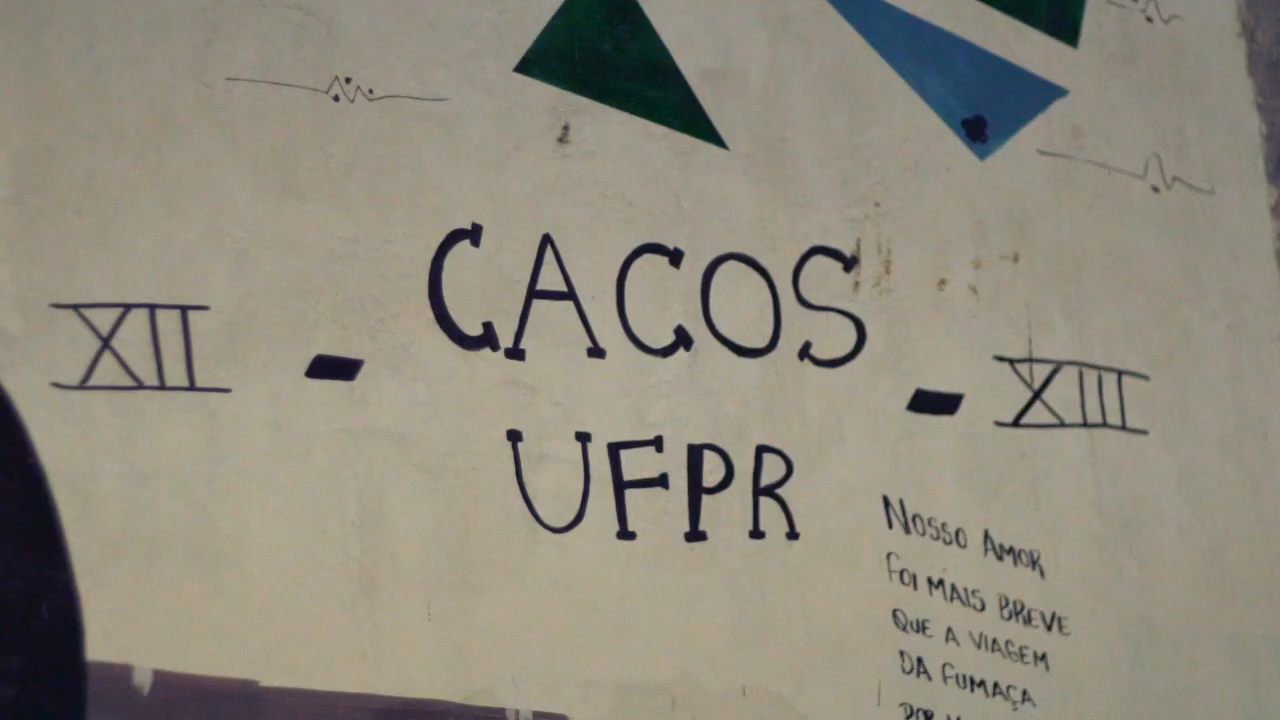 XII - CACOS - XIII
UFPR
NOSSO AMOR
FOI MAIS BREVE
QUE A VIAGEM
DA FUMAÇA